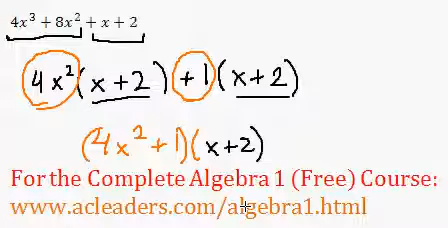 4x³ + 8x² + x + 2
4x²(x+2) +1(x+2)
(4x²+1)(x+2)
For the Complete Algebra 1 (Free) Course:
www.acleaders.com/algebra1.html